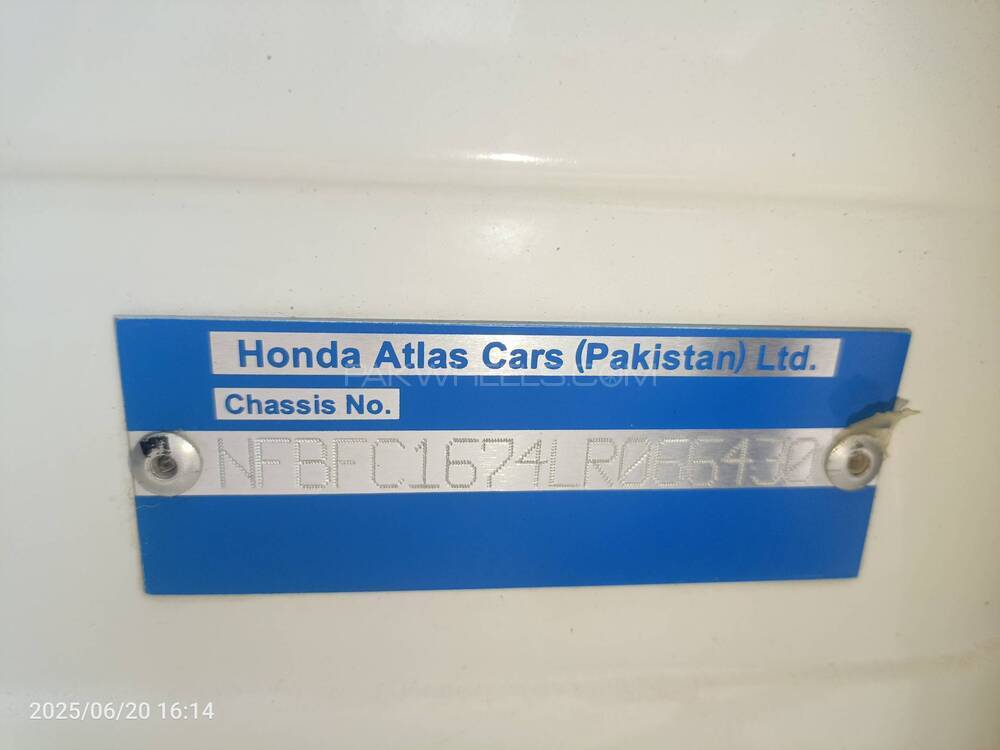 Honda Atlas Cars (Pakistan) Ltd.
PAKWHEELS.COM
Chassis No.
NFBFC1674LR065430
2025/06/20 16:14